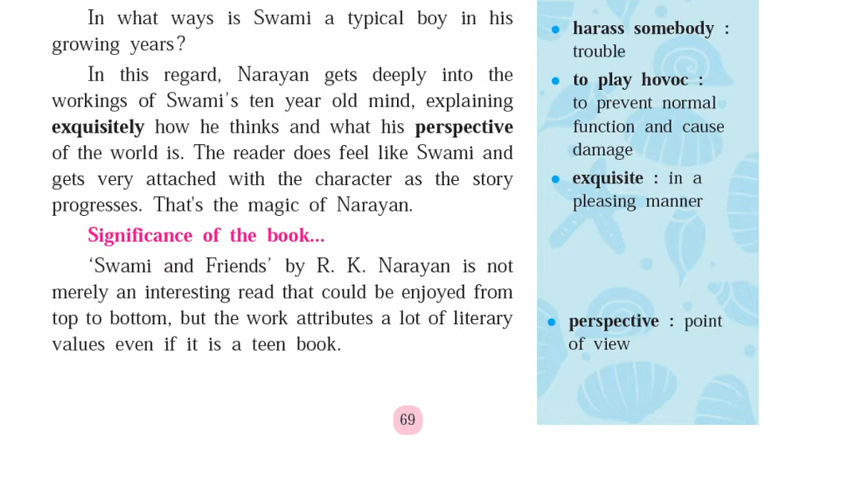 In what ways is Swami a typical boy in his
growing years?
In this regard, Narayan gets deeply into the
workings of Swami's ten year old mind, explaining
exquisitely how he thinks and what his perspective
of the world is. The reader does feel like Swami and
gets very attached with the character as the story
progresses. That's the magic of Narayan.
Significance of the book...
‘Swami and Friends’ by R. K. Narayan is not
merely an interesting read that could be enjoyed from
top to bottom, but the work attributes a lot of literary
values even if it is a teen book.
• harass somebody :
trouble
• to play hovoc :
to prevent normal
function and cause
damage
• exquisite : in a
pleasing manner
• perspective : point
of view
69